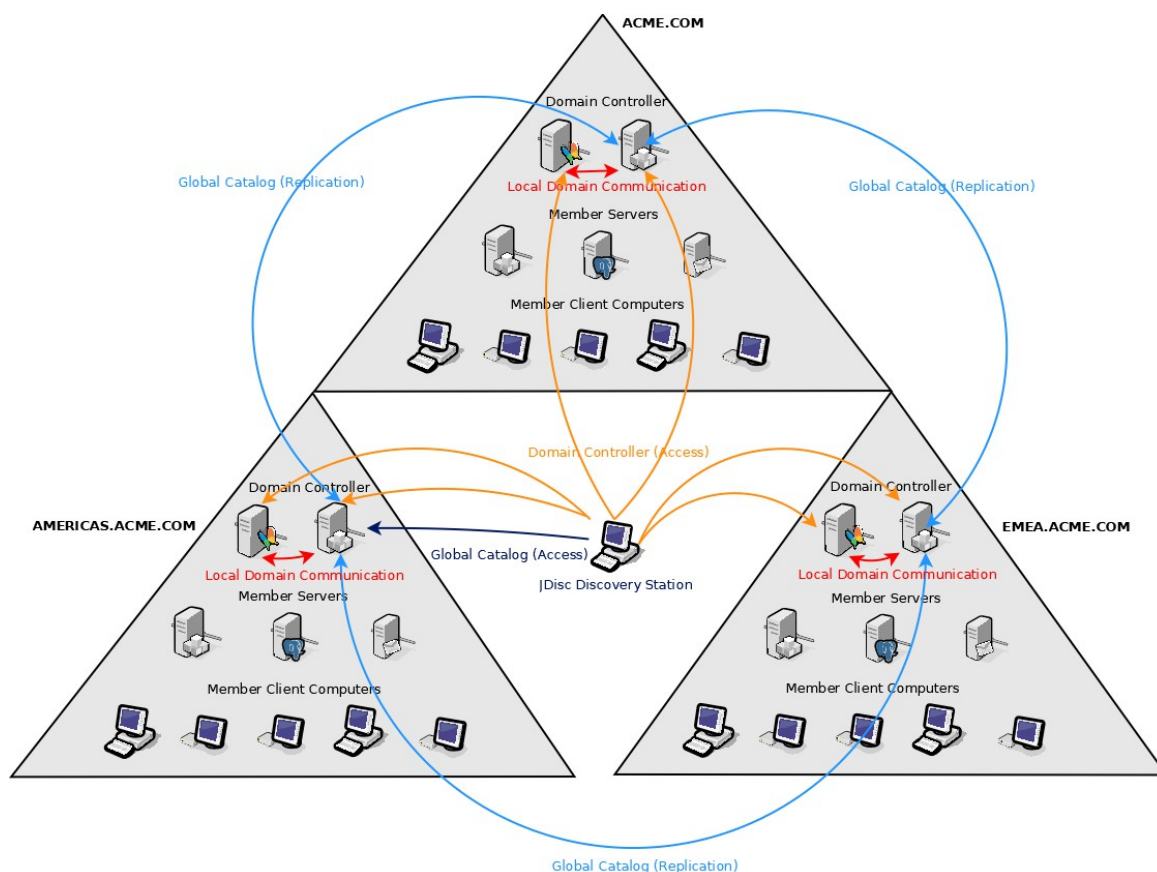 ACME.COM
Domain Controller
Global Catalog (Replication)
Local Domain Communication
Global Catalog (Replication)
Member Servers
Member Client Computers
Domain Controller (Access)
Domain Controller
Domain Controller
AMERICAS.ACME.COM
EMEA.ACME.COM
Global Catalog (Access)
Local Domain Communication
JDisc Discovery Station
Local Domain Communication
Member Servers
Member Servers
Member Client Computers
Member Client Computers
Global Catalog (Replication)